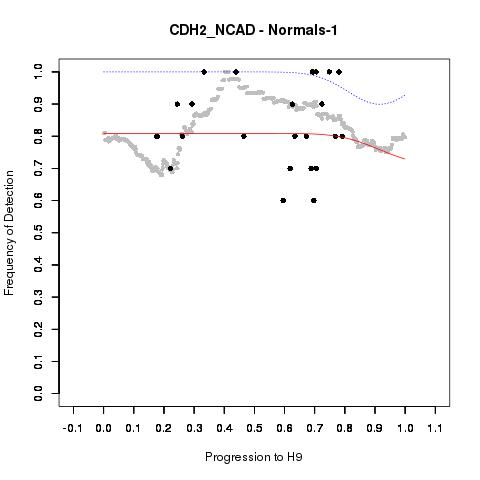 CDH2_NCAD - Normals-1
Frequency of Detection
1.0
0.9
0.8
0.7
0.6
0.5
0.4
0.3
0.2
0.1
0.0
-0.1 0.0 0.1 0.2 0.3 0.4 0.5 0.6 0.7 0.8 0.9 1.0 1.1
Progression to H9